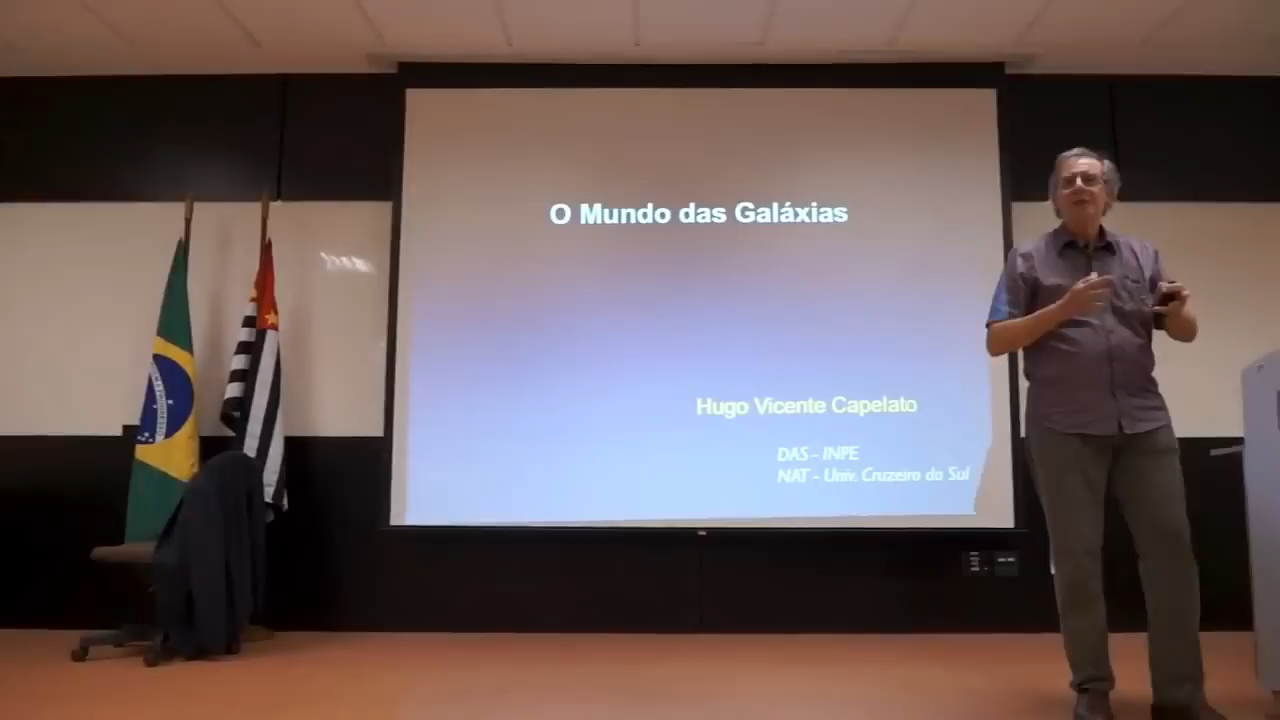 O Mundo das Galáxias
Hugo Vicente Capelato
DAS - INPE
NAT - Univ. Cruzeiro do Sul